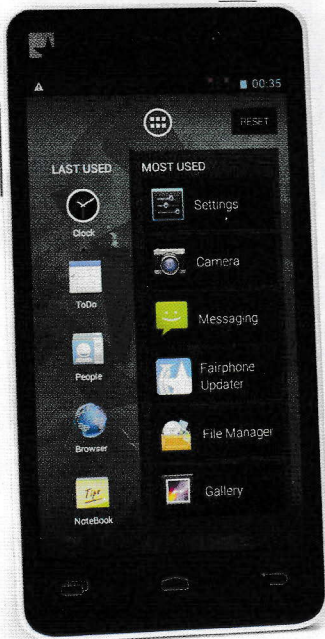 00:35
RESET
LAST USED
MOST USED
Clock
ToDo
People
Browser
Tips
NoteBook
Settings
Camera
Messaging
Fairphone
Updater
File Manager
Gallery